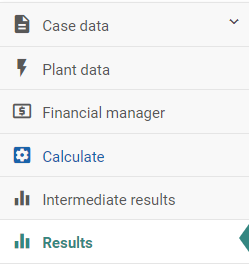 Case data
Plant data
Financial manager
Calculate
Intermediate results
Results